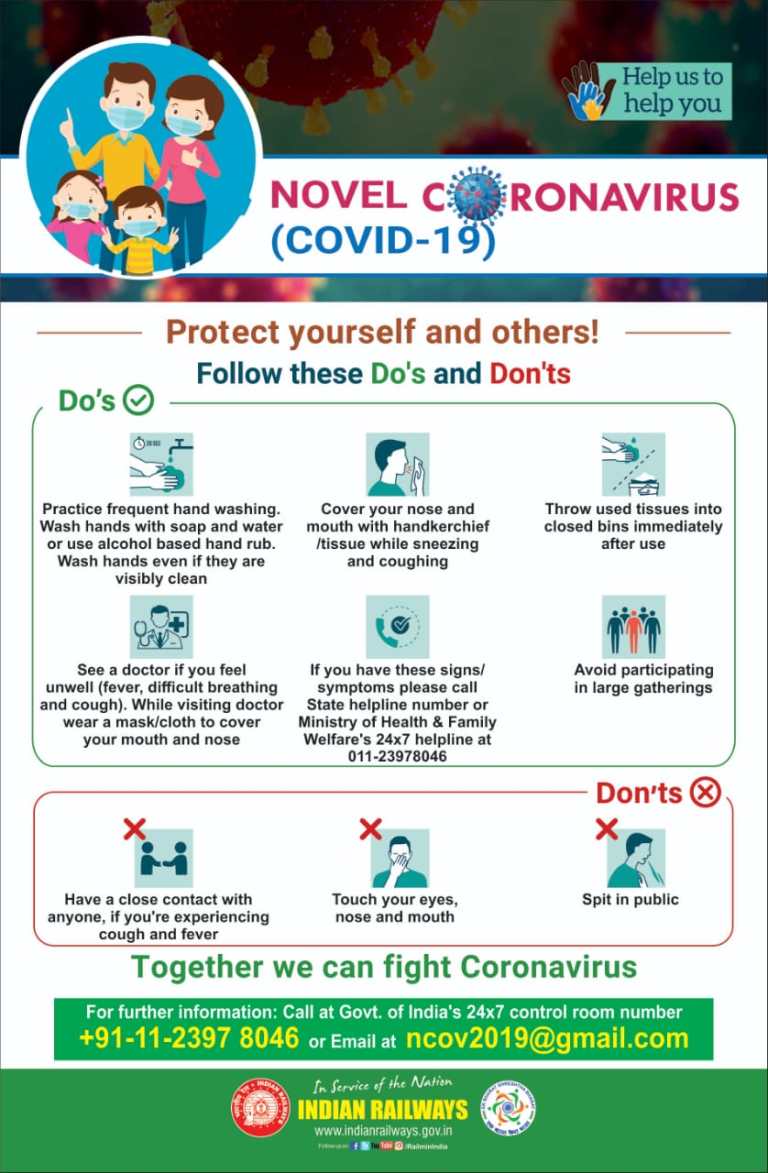 Help us to
help you
NOVEL CORONAVIRUS
(COVID-19)
Protect yourself and others!
Follow these Do's and Don'ts
Do's
20 SEC
Practice frequent hand washing.
Wash hands with soap and water
or use alcohol based hand rub.
Wash hands even if they are
visibly clean
Cover your nose and
mouth with handkerchief
/tissue while sneezing
and coughing
Throw used tissues into
closed bins immediately
after use
See a doctor if you feel
unwell (fever, difficult breathing
and cough). While visiting doctor
wear a mask/cloth to cover
your mouth and nose
If you have these signs/
symptoms please call
State helpline number or
Ministry of Health & Family
Welfare's 24x7 helpline at
011-23978046
Avoid participating
in large gatherings
Don'ts
Have a close contact with
anyone, if you're experiencing
cough and fever
Touch your eyes,
nose and mouth
Spit in public
Together we can fight Coronavirus
For further information: Call at Govt. of India's 24x7 control room number
+91-11-2397 8046 or Email at ncov2019@gmail.com
In Service of the Nation
INDIAN RAILWAYS
www.indianrailways.gov.in
Follow us on: You Tube /RailminIndia
INDIAN RAILWAYS
भारतीय रेल